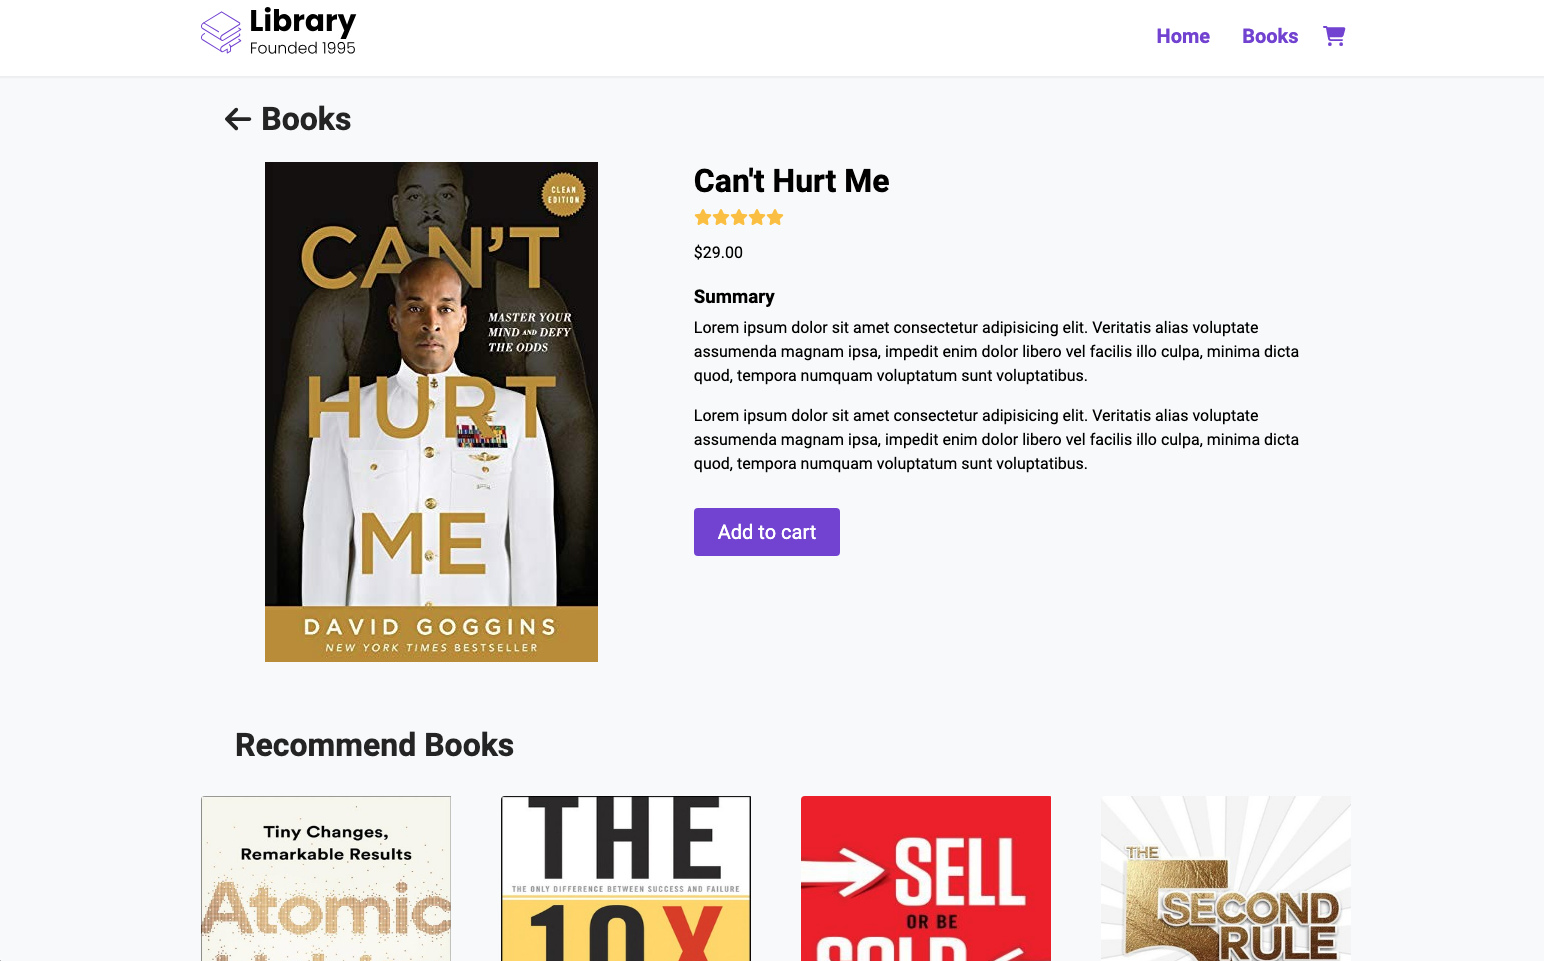 Library
Founded 1995
Home
Books
Books
CLEAN
EDITION
CAN'T
MASTER YOUR
MIND AND DEFY
THE ODDS
HURT
ME
DAVID GOGGINS
NEW YORK TIMES BESTSELLER
Can't Hurt Me
$29.00
Summary
Lorem ipsum dolor sit amet consectetur adipisicing elit. Veritatis alias voluptate
assumenda magnam ipsa, impedit enim dolor libero vel facilis illo culpa, minima dicta
quod, tempora numquam voluptatum sunt voluptatibus.
Lorem ipsum dolor sit amet consectetur adipisicing elit. Veritatis alias voluptate
assumenda magnam ipsa, impedit enim dolor libero vel facilis illo culpa, minima dicta
quod, tempora numquam voluptatum sunt voluptatibus.
Add to cart
Recommend Books
Tiny Changes,
Remarkable Results
Atomic
THE
THE ONLY DIFFERENCE BETWEEN SUCCESS AND FAILURE
10X
SELL
OR BE
SOLD
THE
5
SECOND
RULE